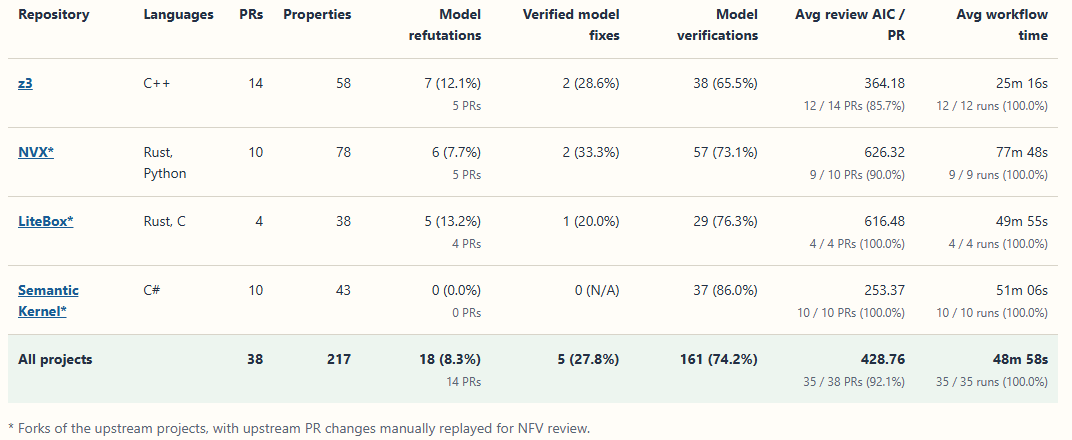 Repository Languages PRs Properties Model refutations Verified model fixes Model verifications Avg review AIC / PR Avg workflow time
z3 C++ 14 58 7 (12.1%) 2 (28.6%) 38 (65.5%) 364.18 25m 16s
5 PRs 12 / 14 PRs (85.7%) 12 / 12 runs (100.0%)
NVX* Rust, Python 10 78 6 (7.7%) 2 (33.3%) 57 (73.1%) 626.32 77m 48s
5 PRs 9 / 10 PRs (90.0%) 9 / 9 runs (100.0%)
LiteBox* Rust, C 4 38 5 (13.2%) 1 (20.0%) 29 (76.3%) 616.48 49m 55s
4 PRs 4 / 4 PRs (100.0%) 4 / 4 runs (100.0%)
Semantic Kernel* C# 10 43 0 (0.0%) 0 (N/A) 37 (86.0%) 253.37 51m 06s
0 PRs 10 / 10 PRs (100.0%) 10 / 10 runs (100.0%)
All projects 38 217 18 (8.3%) 5 (27.8%) 161 (74.2%) 428.76 48m 58s
14 PRs 35 / 38 PRs (92.1%) 35 / 35 runs (100.0%)
* Forks of the upstream projects, with upstream PR changes manually replayed for NFV review.